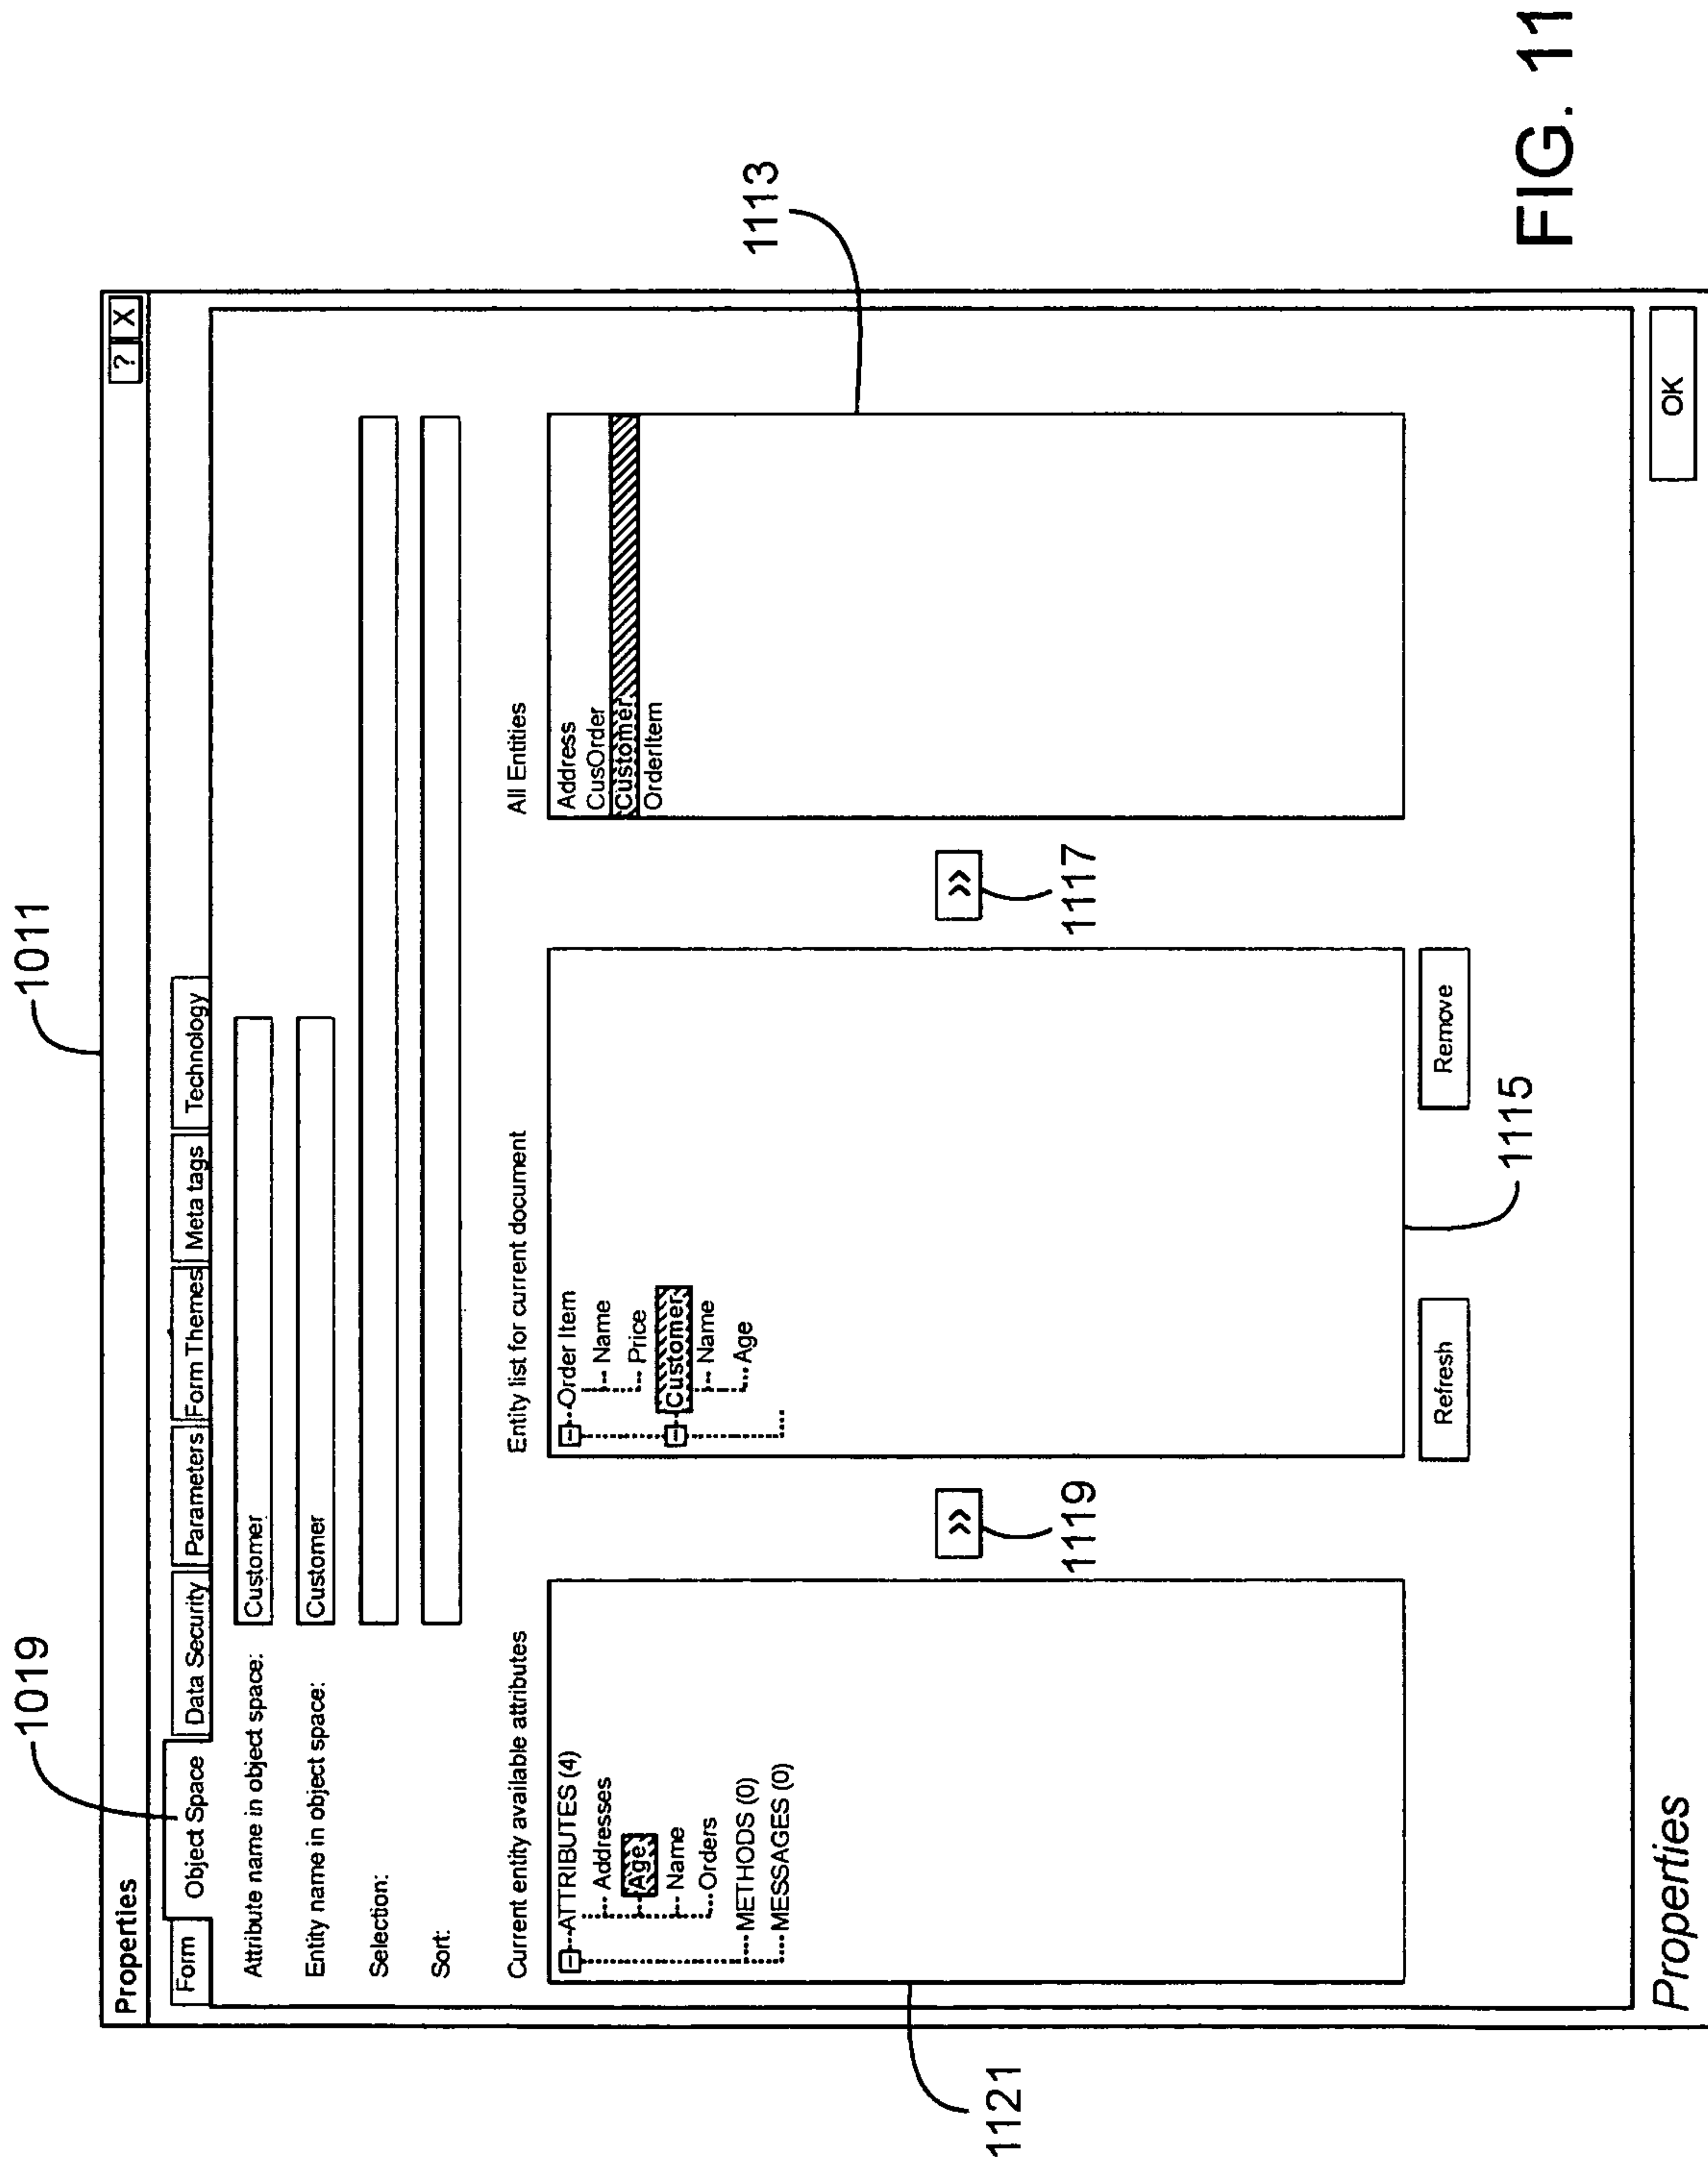 1011
1019
Properties
? X
Form
Object Space
Data Security
Parameters
Form Themes
Meta tags
Technology
Attribute name in object space: Customer
Entity name in object space: Customer
Selection:
Sort:
Current entity available attributes
ATTRIBUTES (4)
Addresses
Age
Name
Orders
METHODS (0)
MESSAGES (0)
1121
>>
1119
Entity list for current document
Order Item
Name
Price
Customer
Name
Age
Refresh
Remove
1115
>>
1117
All Entities
Address
CusOrder
Customer
OrderItem
1113
OK
Properties
FIG. 11